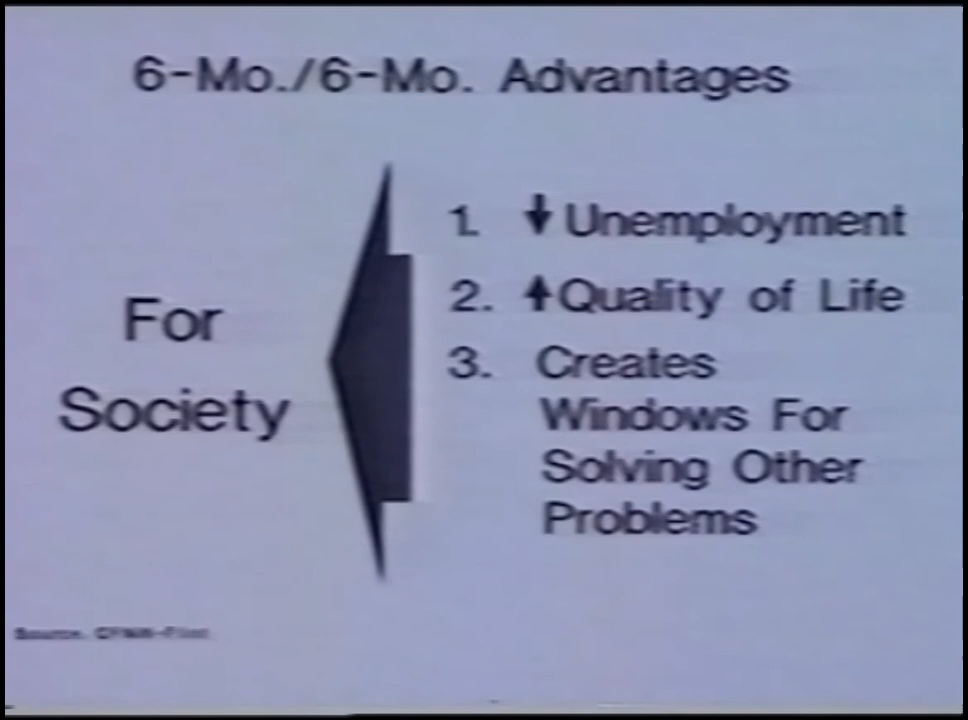 6-Mo./6-Mo. Advantages
For
Society
1. ↓ Unemployment
2. ↑ Quality of Life
3. Creates
Windows For
Solving Other
Problems
Source.